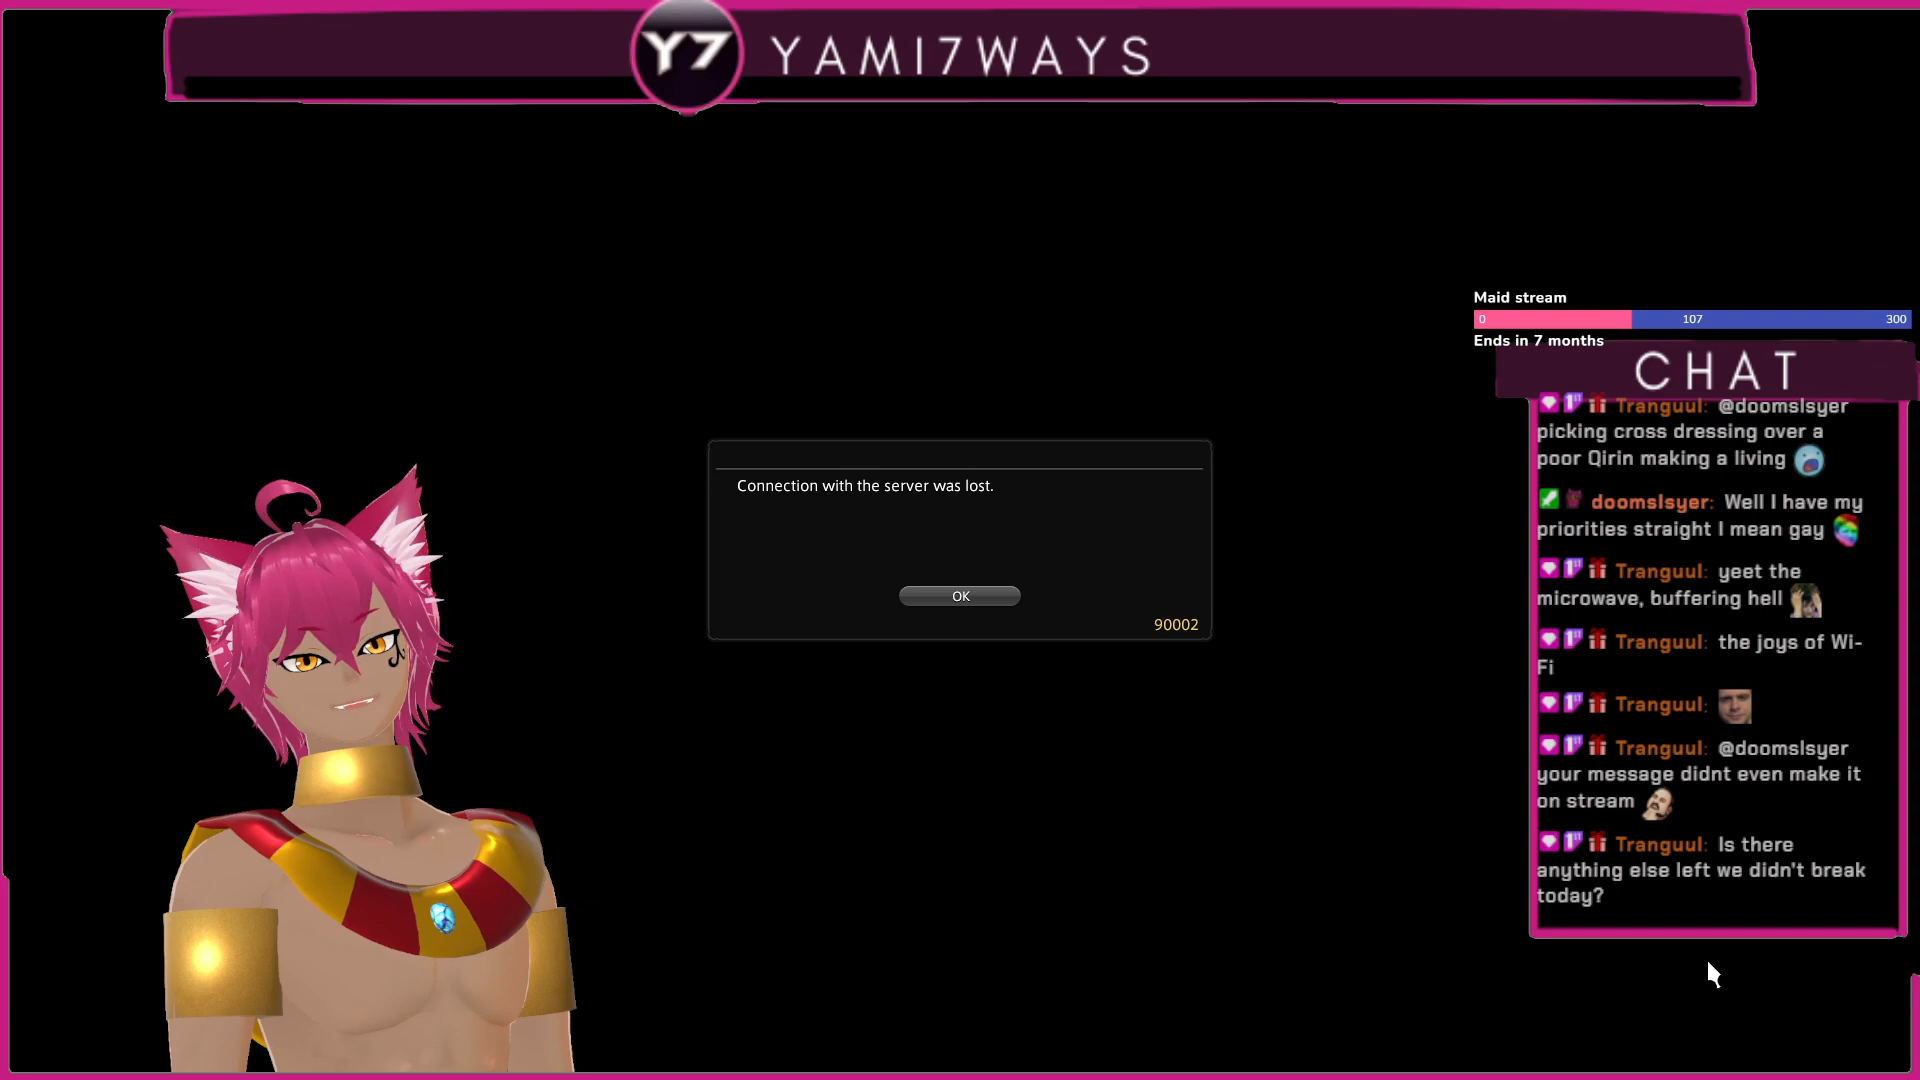 Y7 YAMI7WAYS
Maid stream
0 107 300
Ends in 7 months
CHAT
Tranguul: @doomslsyer
picking cross dressing over a
poor Qirin making a living
doomslsyer: Well I have my
priorities straight I mean gay
Tranguul: yeet the
microwave, buffering hell
Tranguul: the joys of Wi-
Fi
Tranguul:
Tranguul: @doomslsyer
your message didnt even make it
on stream
Tranguul: Is there
anything else left we didn't break
today?
Connection with the server was lost.
OK
90002